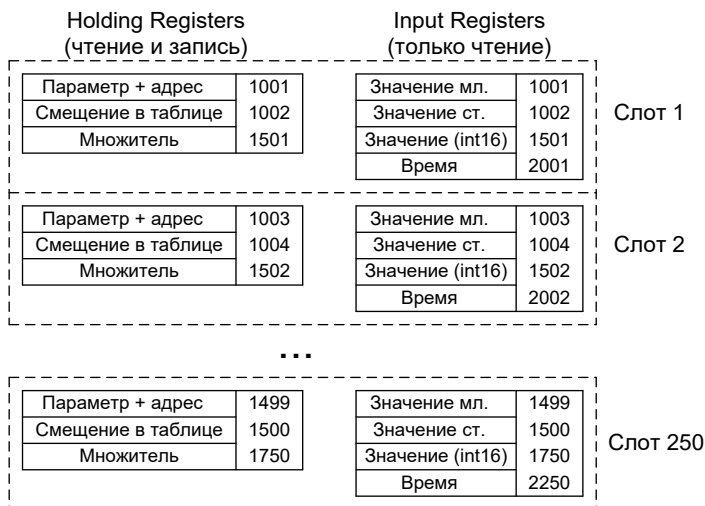 Holding Registers Input Registers
(чтение и запись) (только чтение)
Параметр + адрес 1001 Значение мл. 1001
Смещение в таблице 1002 Значение ст. 1002 Слот 1
Множитель 1501 Значение (int16) 1501
Время 2001
Параметр + адрес 1003 Значение мл. 1003
Смещение в таблице 1004 Значение ст. 1004 Слот 2
Множитель 1502 Значение (int16) 1502
Время 2002
...
Параметр + адрес 1499 Значение мл. 1499
Смещение в таблице 1500 Значение ст. 1500 Слот 250
Множитель 1750 Значение (int16) 1750
Время 2250